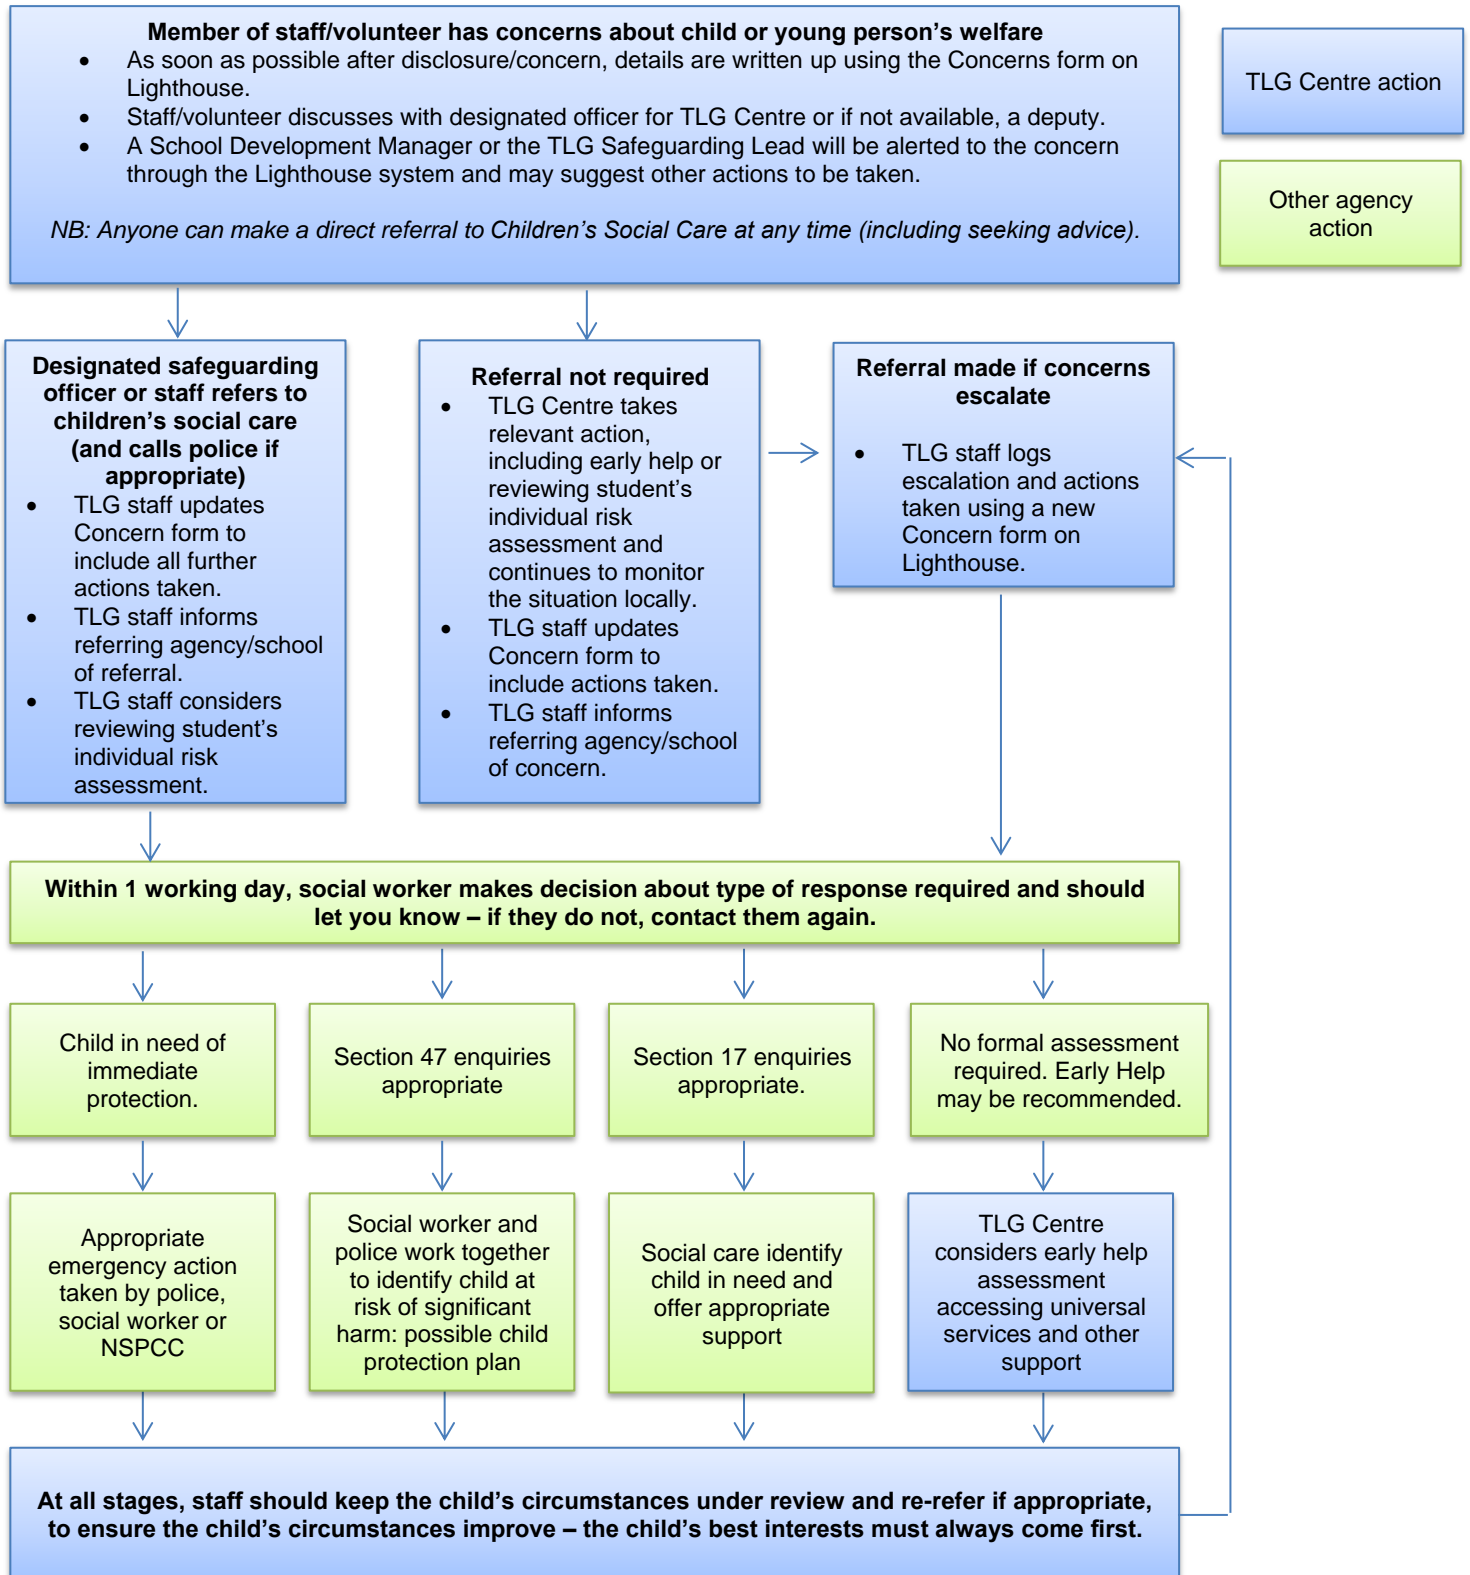 Member of staff/volunteer has concerns about child or young person's welfare
• As soon as possible after disclosure/concern, details are written up using the Concerns form on
Lighthouse.
• Staff/volunteer discusses with designated officer for TLG Centre or if not available, a deputy.
• A School Development Manager or the TLG Safeguarding Lead will be alerted to the concern
through the Lighthouse system and may suggest other actions to be taken.
NB: Anyone can make a direct referral to Children's Social Care at any time (including seeking advice).
TLG Centre action
Other agency
action
Designated safeguarding
officer or staff refers to
children's social care
(and calls police if
appropriate)
• TLG staff updates
Concern form to
include all further
actions taken.
• TLG staff informs
referring agency/school
of referral.
• TLG staff considers
reviewing student's
individual risk
assessment.
Referral not required
• TLG Centre takes
relevant action,
including early help or
reviewing student's
individual risk
assessment and
continues to monitor
the situation locally.
• TLG staff updates
Concern form to
include actions taken.
• TLG staff informs
referring agency/school
of concern.
Referral made if concerns
escalate
• TLG staff logs
escalation and actions
taken using a new
Concern form on
Lighthouse.
Within 1 working day, social worker makes decision about type of response required and should
let you know – if they do not, contact them again.
Child in need of
immediate
protection.
Section 47 enquiries
appropriate
Section 17 enquiries
appropriate.
No formal assessment
required. Early Help
may be recommended.
Appropriate
emergency action
taken by police,
social worker or
NSPCC
Social worker and
police work together
to identify child at
risk of significant
harm: possible child
protection plan
Social care identify
child in need and
offer appropriate
support
TLG Centre
considers early help
assessment
accessing universal
services and other
support
At all stages, staff should keep the child's circumstances under review and re-refer if appropriate,
to ensure the child's circumstances improve – the child's best interests must always come first.